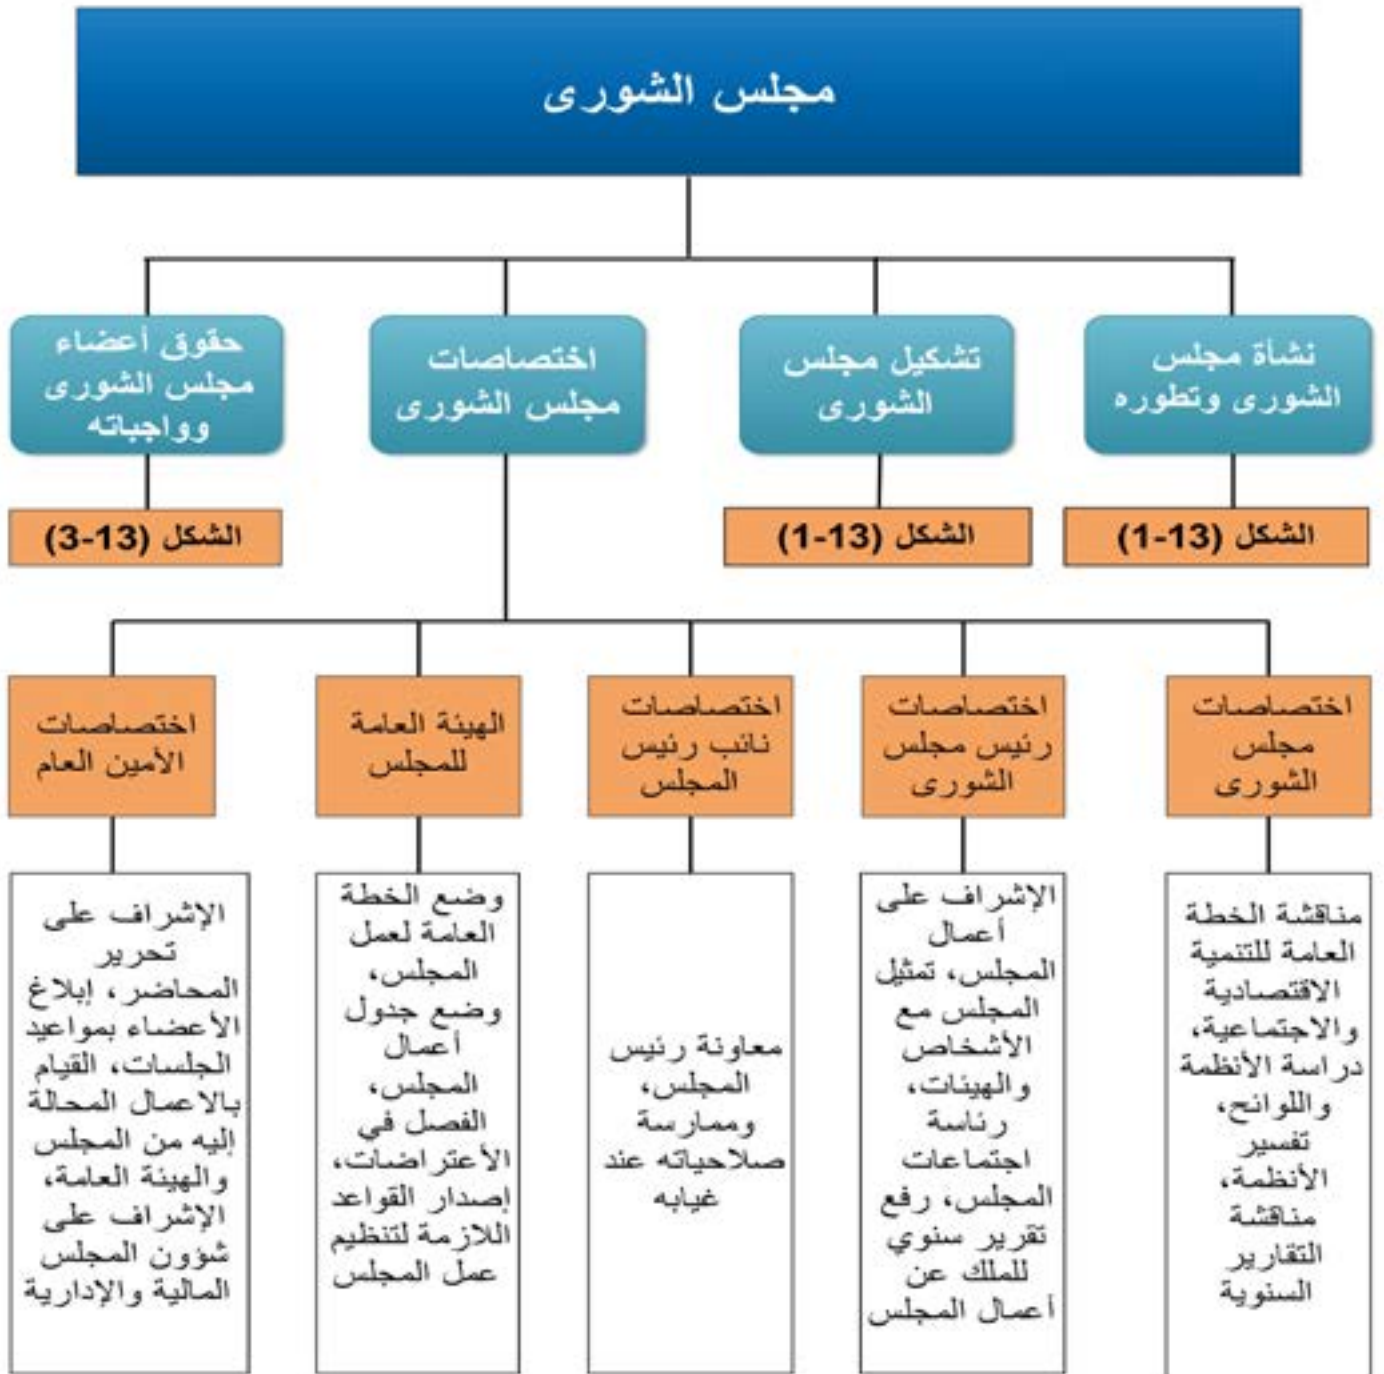 مجلس الشورى
نشأة مجلس
الشورى وتطوره
تشكيل مجلس
الشورى
اختصاصات
مجلس الشورى
حقوق أعضاء
مجلس الشورى
وواجباته
الشكل (13-1)
الشكل (13-1)
الشكل (13-3)
اختصاصات
مجلس
الشورى
اختصاصات
رئيس مجلس
الشورى
اختصاصات
نائب رئيس
المجلس
الهيئة العامة
للمجلس
اختصاصات
الأمين العام
مناقشة الخطة
العامة للتنمية
الاقتصادية
والاجتماعية،
دراسة الأنظمة
واللوائح،
تفسير
الأنظمة،
مناقشة
التقارير
السنوية
الإشراف على
أعمال
المجلس، تمثيل
المجلس مع
الأشخاص
والهيئات،
رئاسة
اجتماعات
المجلس، رفع
تقرير سنوي
للملك عن
أعمال المجلس
معاونة رئيس
المجلس،
وممارسة
صلاحياته عند
غيابه
وضع الخطة
العامة لعمل
المجلس،
وضع جدول
أعمال
المجلس،
الفصل في
الأعتراضات،
إصدار القواعد
اللازمة لتنظيم
عمل المجلس
الإشراف على
تحرير
المحاضر، إبلاغ
الأعضاء بمواعيد
الجلسات، القيام
بالاعمال المحالة
إليه من المجلس
والهيئة العامة،
الإشراف على
شؤون المجلس
المالية والإدارية